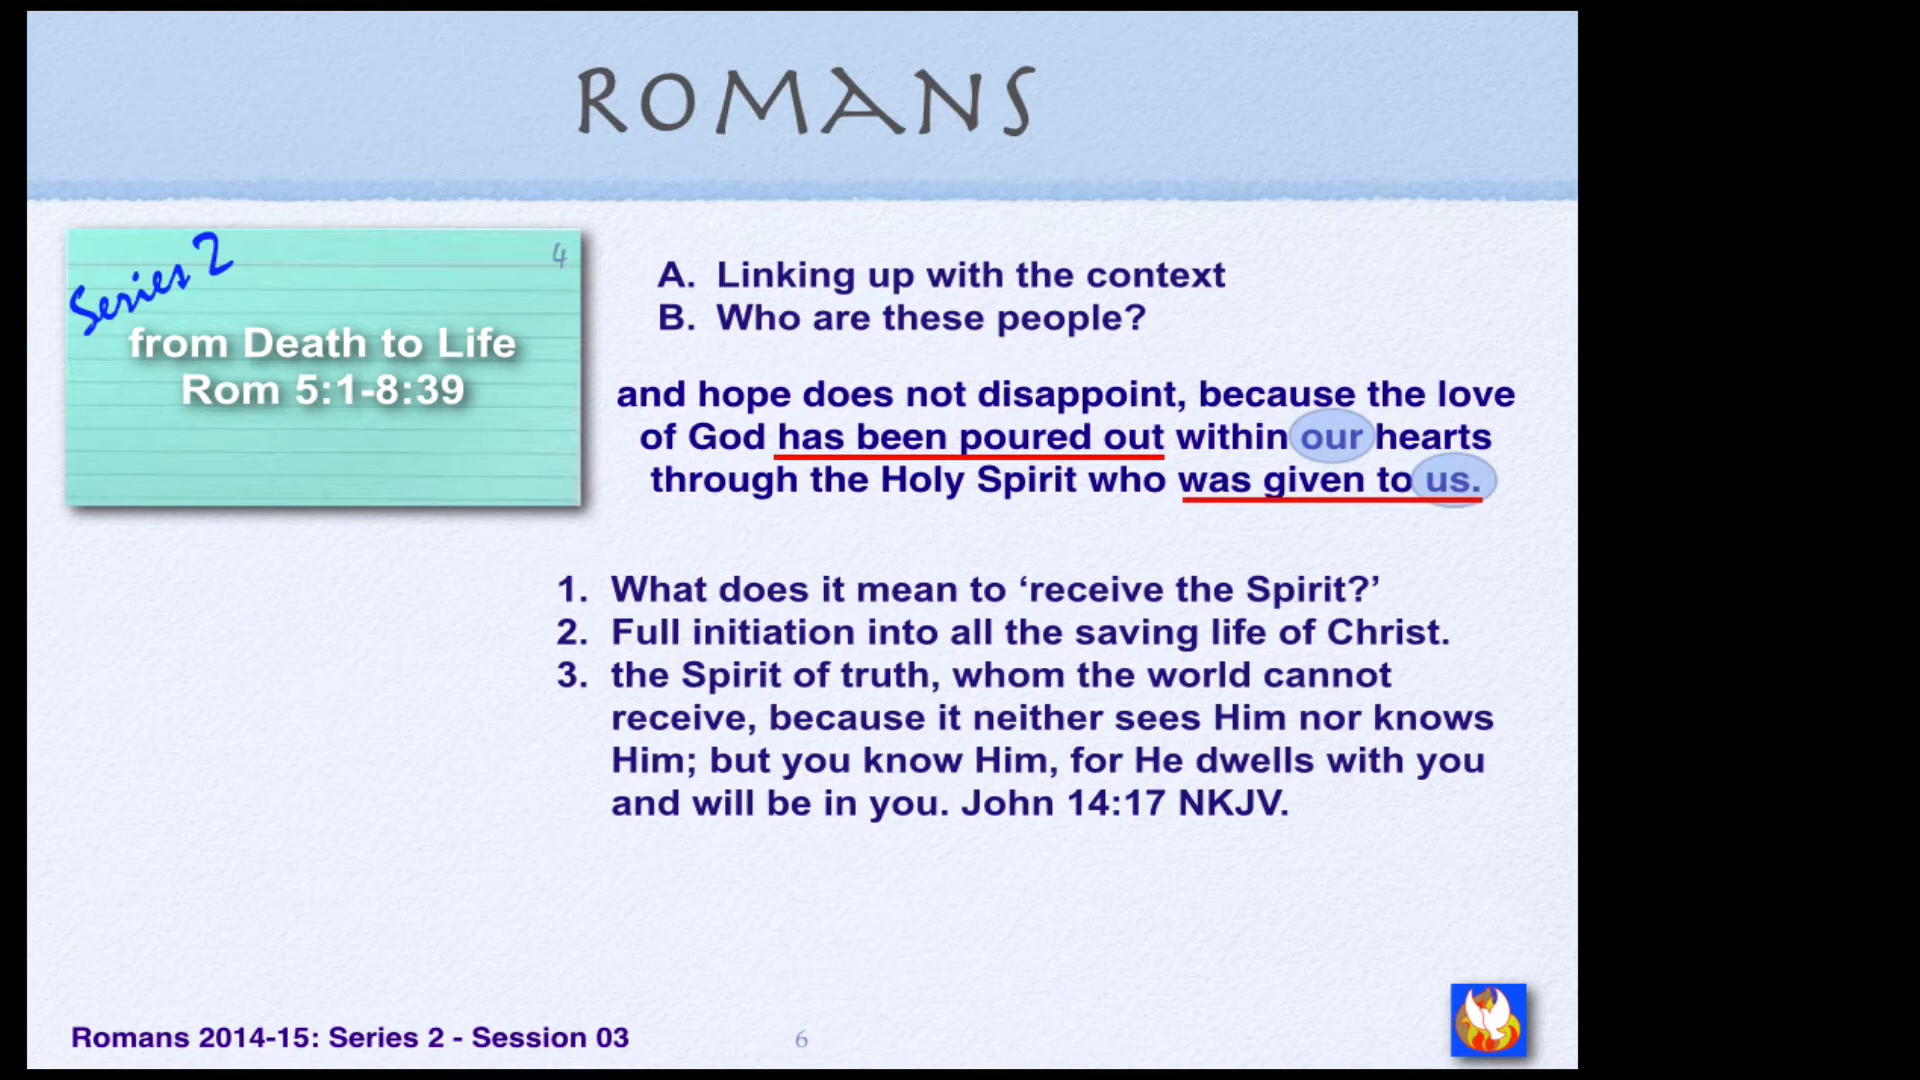 ROMANS
Series 2
4
from Death to Life
Rom 5:1-8:39
A. Linking up with the context
B. Who are these people?
and hope does not disappoint, because the love
of God has been poured out within our hearts
through the Holy Spirit who was given to us.
1. What does it mean to ‘receive the Spirit?’
2. Full initiation into all the saving life of Christ.
3. the Spirit of truth, whom the world cannot
receive, because it neither sees Him nor knows
Him; but you know Him, for He dwells with you
and will be in you. John 14:17 NKJV.
Romans 2014-15: Series 2 - Session 03
6